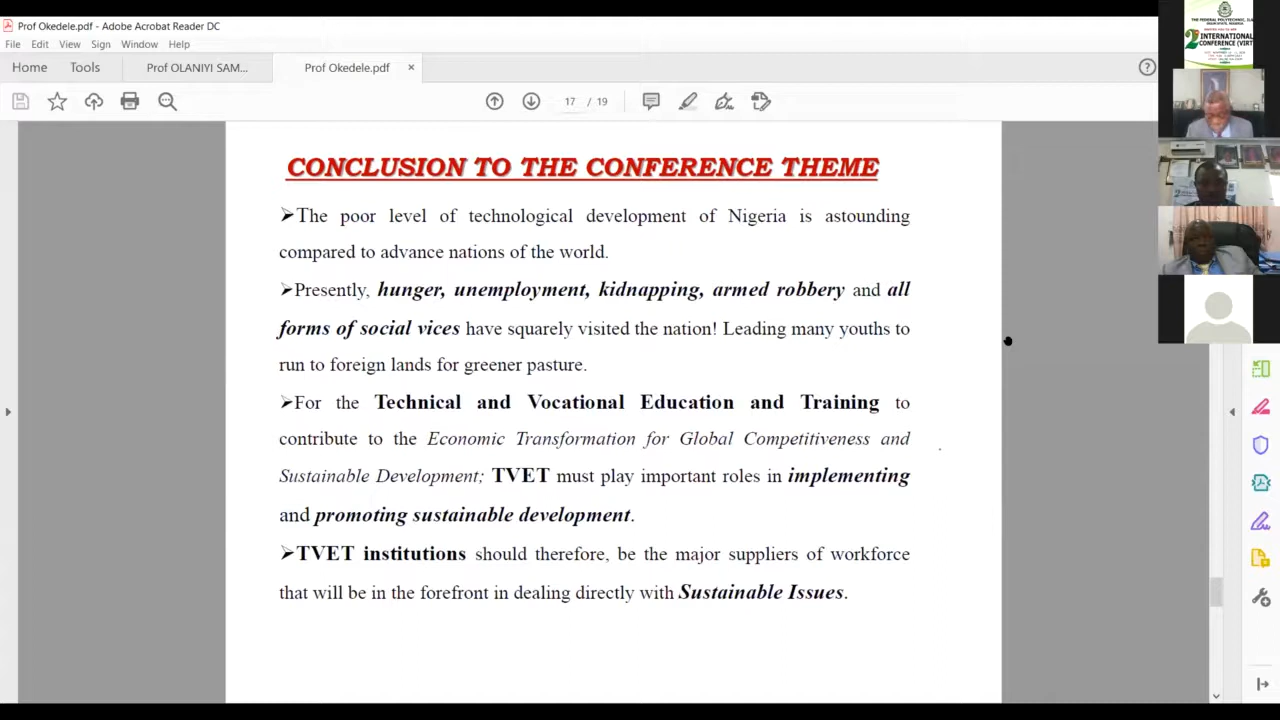 Prof Okedele.pdf - Adobe Acrobat Reader DC
File Edit View Sign Window Help
Home Tools Prof OLANIYI SAM... Prof Okedele.pdf ×
17 / 19
CONCLUSION TO THE CONFERENCE THEME
➢The poor level of technological development of Nigeria is astounding
compared to advance nations of the world.
➢Presently, hunger, unemployment, kidnapping, armed robbery and all
forms of social vices have squarely visited the nation! Leading many youths to
run to foreign lands for greener pasture.
➢For the Technical and Vocational Education and Training to
contribute to the Economic Transformation for Global Competitiveness and
Sustainable Development; TVET must play important roles in implementing
and promoting sustainable development.
➢TVET institutions should therefore, be the major suppliers of workforce
that will be in the forefront in dealing directly with Sustainable Issues.
THE FEDERAL POLYTECHNIC,
2
INTERNATIONAL
CONFERENCE (VIRT